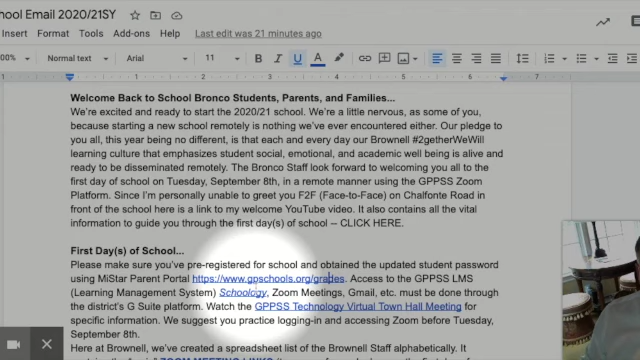 hool Email 2020/21SY
Insert Format Tools Add-ons Help Last edit was 21 minutes ago
00% Normal text Arial 11 B I U A
1 1 2 3 4 5 6 7
Welcome Back to School Bronco Students, Parents, and Families...
We're excited and ready to start the 2020/21 school. We're a little nervous, as some of you,
because starting a new school remotely is nothing we've ever encountered either. Our pledge to
you all, this year being no different, is that each and every day our Brownell #2getherWeWill
learning culture that emphasizes student social, emotional, and academic well being is alive and
ready to be disseminated remotely. The Bronco Staff look forward to welcoming you all to the
first day of school on Tuesday, September 8th, in a remote manner using the GPPSS Zoom
Platform. Since I'm personally unable to greet you F2F (Face-to-Face) on Chalfonte Road in
front of the school here is a link to my welcome YouTube video. It also contains all the vital
information to guide you through the first day(s) of school -- CLICK HERE.
First Day(s) of School...
Please make sure you've pre-registered for school and obtained the updated student password
using MiStar Parent Portal https://www.gpschools.org/grades. Access to the GPPSS LMS
(Learning Management System) Schoology, Zoom Meetings, Gmail, etc. must be done through
the district's G Suite platform. Watch the GPPSS Technology Virtual Town Hall Meeting for
specific information. We suggest you practice logging-in and accessing Zoom before Tuesday,
September 8th.
Here at Brownell, we've created a spreadsheet list of the Brownell Staff alphabetically. It